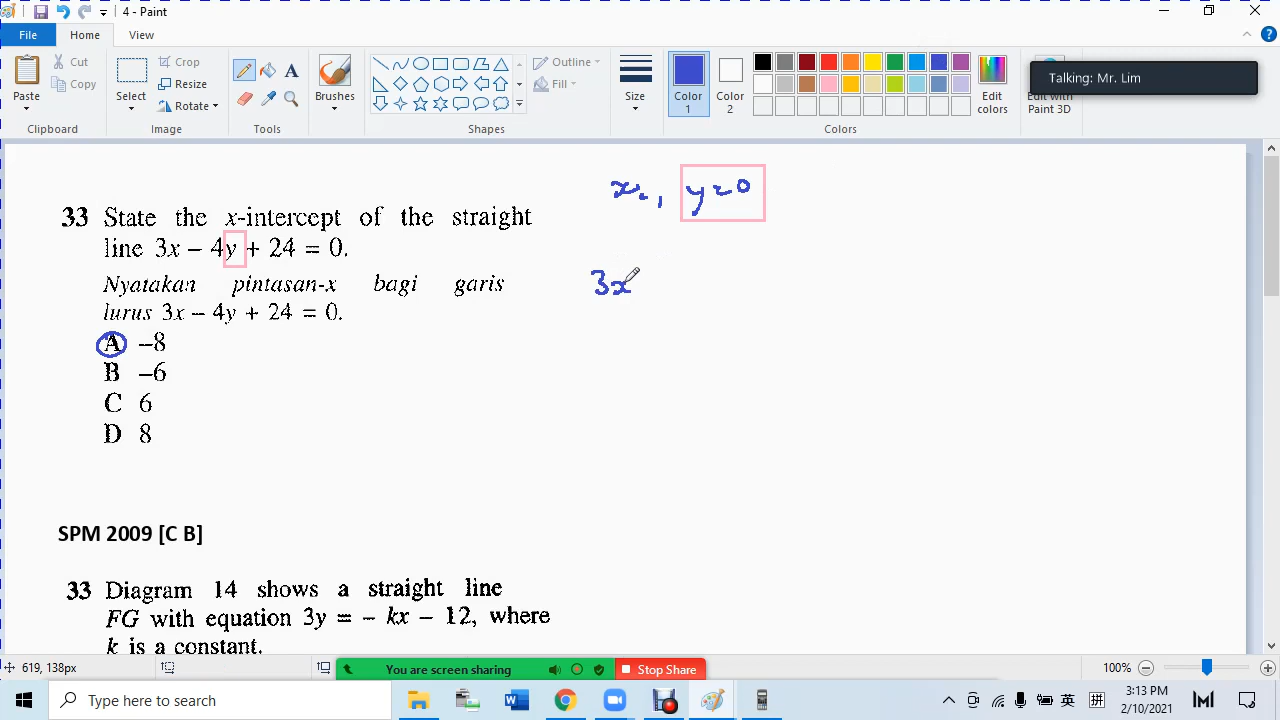 4 - Paint
File Home View
Cut
Copy
Paste
Clipboard
Select
Crop
Resize
Rotate
Image
Tools
Brushes
Outline
Fill
Shapes
Size
Color 1
Color 2
Colors
Edit colors
Edit with Paint 3D
Talking: Mr. Lim
y=0
33 State the x-intercept of the straight
line 3x – 4y + 24 = 0.
3x
Nyatakan pintasan-x bagi garis
lurus 3x – 4y + 24 = 0.
A –8
B –6
C 6
D 8
SPM 2009 [C B]
33 Diagram 14 shows a straight line
FG with equation 3y = – kx – 12, where
k is a constant.
619, 138px
You are screen sharing
Stop Share
100%
Type here to search
英
拼
3:13 PM
2/10/2021